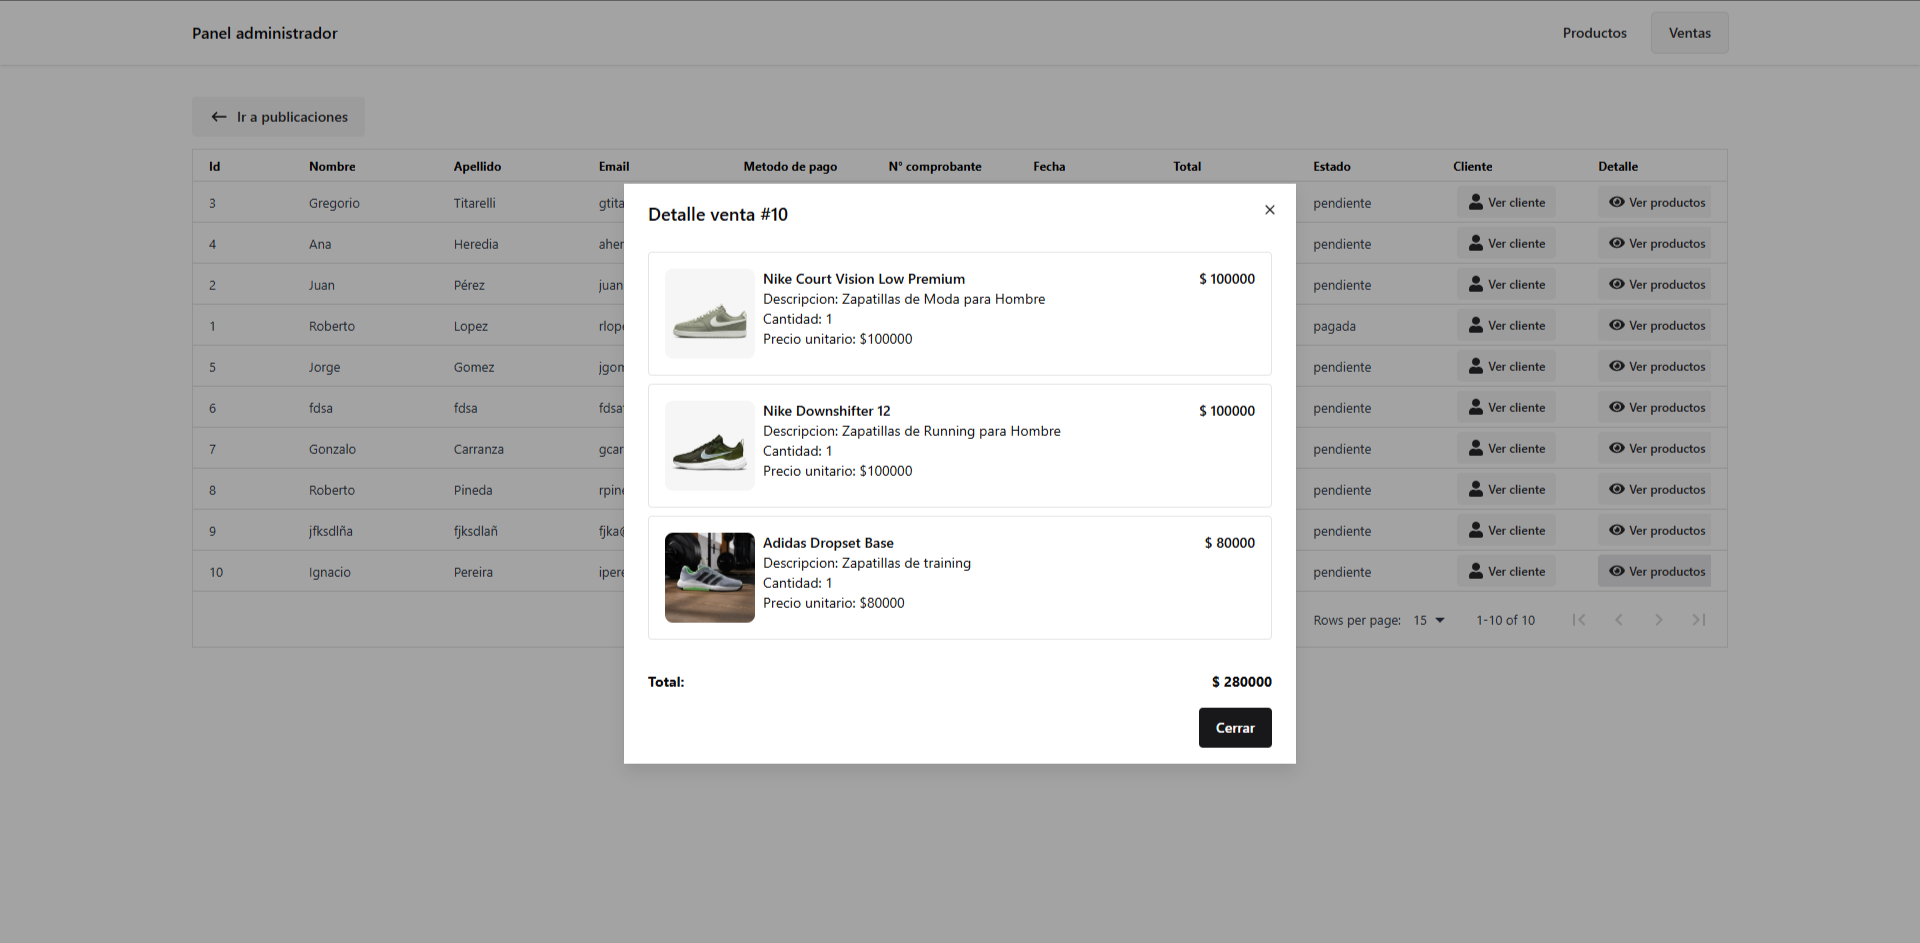 Panel administrador
Productos
Ventas
Ir a publicaciones
Id Nombre Apellido Email Metodo de pago N° comprobante Fecha Total Estado Cliente Detalle
3 Gregorio Titarelli gtita pendiente Ver cliente Ver productos
4 Ana Heredia aher pendiente Ver cliente Ver productos
2 Juan Pérez juan pendiente Ver cliente Ver productos
1 Roberto Lopez rlope pagada Ver cliente Ver productos
5 Jorge Gomez jgom pendiente Ver cliente Ver productos
6 fdsa fdsa fdsa pendiente Ver cliente Ver productos
7 Gonzalo Carranza gcar pendiente Ver cliente Ver productos
8 Roberto Pineda rpine pendiente Ver cliente Ver productos
9 jfksdlña fjksdlañ fjka@ pendiente Ver cliente Ver productos
10 Ignacio Pereira ipere pendiente Ver cliente Ver productos
Rows per page: 15 1-10 of 10
Detalle venta #10
Nike Court Vision Low Premium $ 100000
Descripcion: Zapatillas de Moda para Hombre
Cantidad: 1
Precio unitario: $100000
Nike Downshifter 12 $ 100000
Descripcion: Zapatillas de Running para Hombre
Cantidad: 1
Precio unitario: $100000
Adidas Dropset Base $ 80000
Descripcion: Zapatillas de training
Cantidad: 1
Precio unitario: $80000
Total: $ 280000
Cerrar